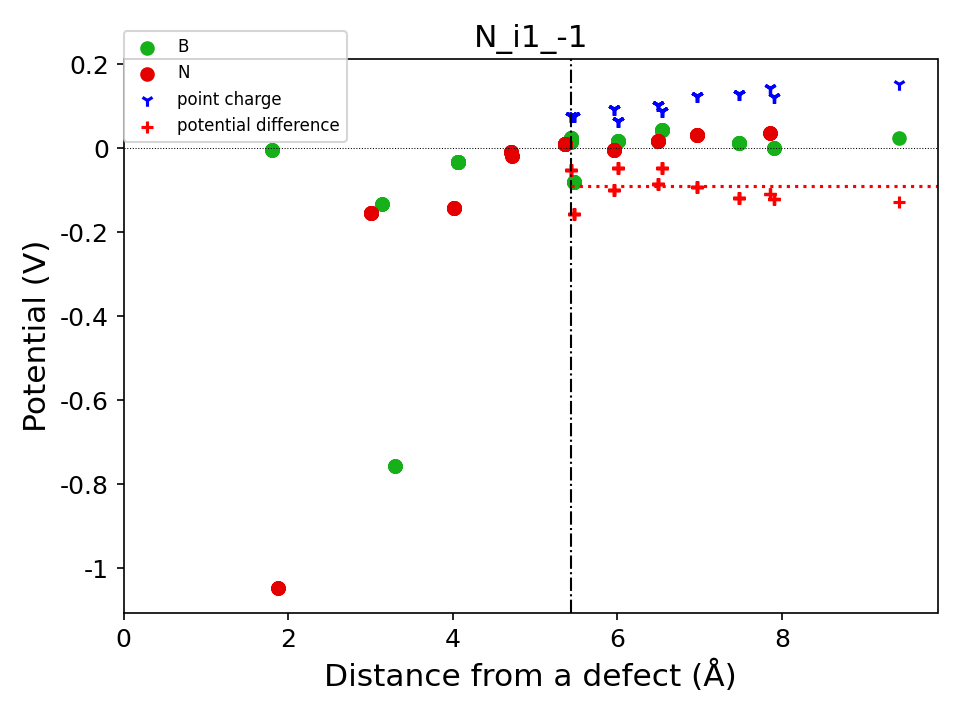 N_i1_-1
B
N
point charge
potential difference
0.2
0
-0.2
-0.4
-0.6
-0.8
-1
Potential (V)
0 2 4 6 8
Distance from a defect (Å)